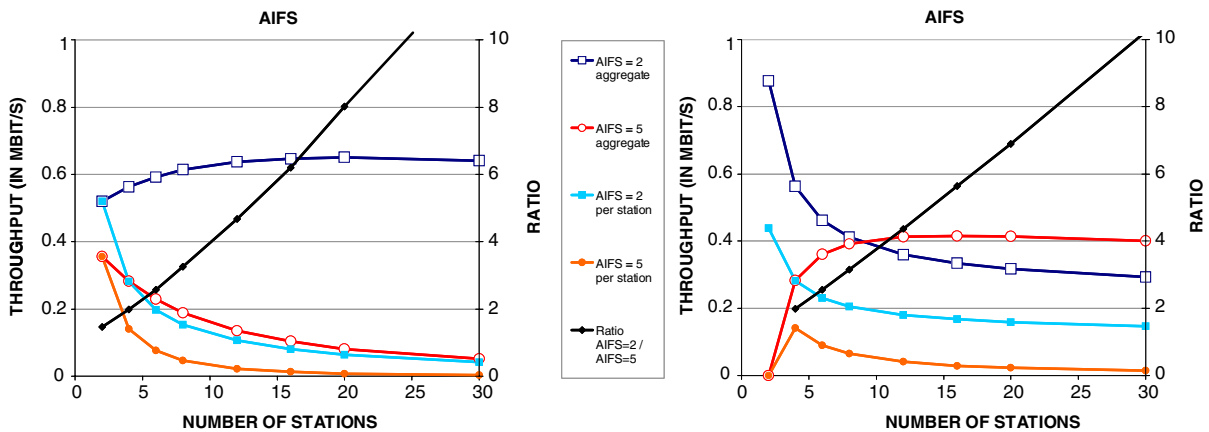 AIFS
1
0.8
0.6
0.4
0.2
0
THROUGHPUT (IN MBIT/S)
10
8
6
4
2
0
RATIO
0 5 10 15 20 25 30
NUMBER OF STATIONS
AIFS = 2
aggregate
AIFS = 5
aggregate
AIFS = 2
per station
AIFS = 5
per station
Ratio
AIFS=2 /
AIFS=5
AIFS
1
0.8
0.6
0.4
0.2
0
THROUGHPUT (IN MBIT/S)
10
8
6
4
2
0
RATIO
0 5 10 15 20 25 30
NUMBER OF STATIONS